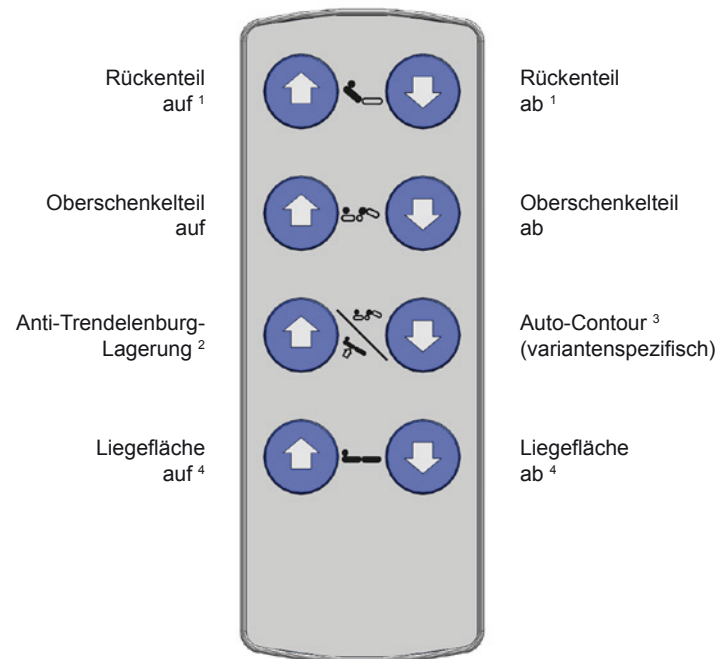 Rückenteil
auf ¹
Rückenteil
ab ¹
Oberschenkelteil
auf
Oberschenkelteil
ab
Anti-Trendelenburg-
Lagerung ²
Auto-Contour ³
(variantenspezifisch)
Liegefläche
auf ⁴
Liegefläche
ab ⁴